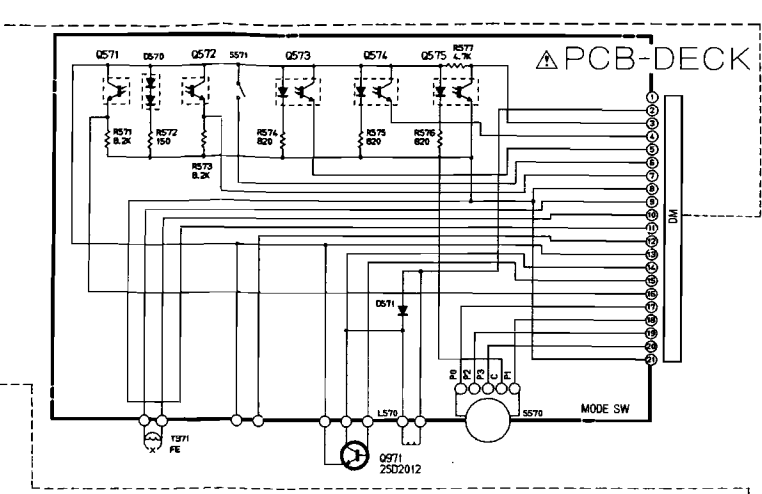 Q571 D570 Q572 S571 Q573 Q574 Q575 R577
4.7K
⚠PCB-DECK
R571
8.2K
R572
150
R573
8.2K
R574
820
R575
820
R576
820
1
2
3
4
5
6
7
8
9
10
11
12
13
14
15
16
17
18
19
20
21
DM
D571
P0
P2
P3
C
P1
L570
S570
MODE SW
T971
FE
Q971
2SD2012